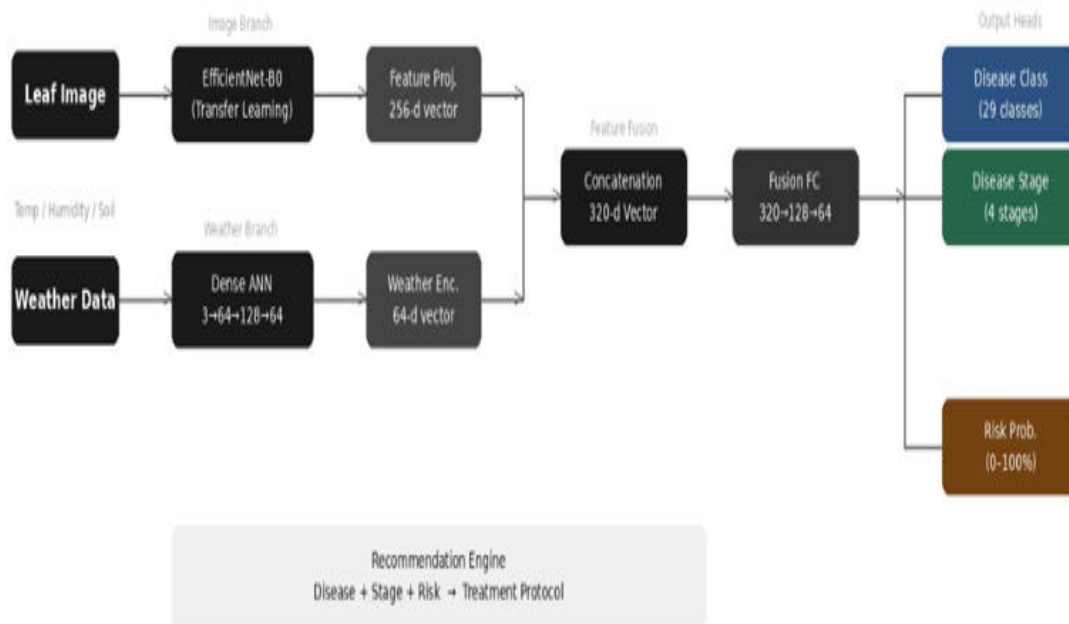 Image Branch
Output Heads
Leaf Image
EfficientNet-B0
(Transfer Learning)
Feature Proj.
256-d vector
Disease Class
(29 classes)
Feature Fusion
Concatenation
320-d Vector
Fusion FC
320→128→64
Disease Stage
(4 stages)
Temp / Humidity / Soil
Weather Branch
Weather Data
Dense ANN
3→64→128→64
Weather Enc.
64-d vector
Risk Prob.
(0–100%)
Recommendation Engine
Disease + Stage + Risk → Treatment Protocol